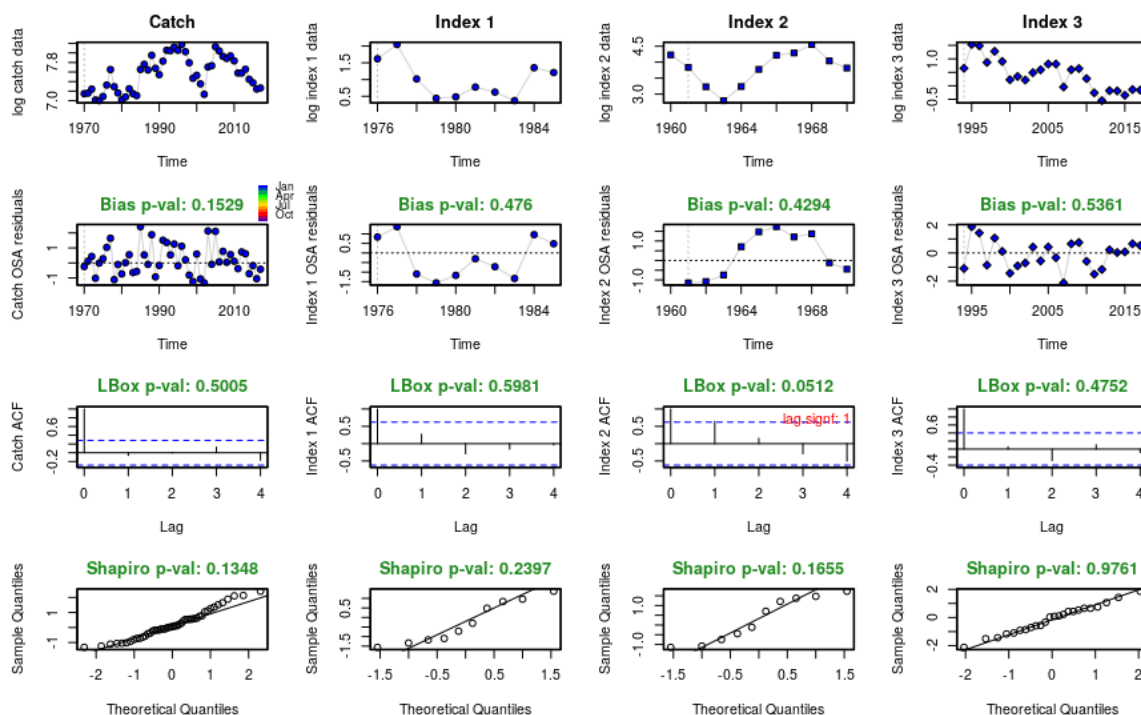 Catch Index 1 Index 2 Index 3
log catch data
7.0 7.8
1970 1990 2010
Time
log index 1 data
0.5 1.5
1976 1980 1984
Time
log index 2 data
3.0 4.5
1960 1964 1968
Time
log index 3 data
-0.5 1.0
1995 2005 2015
Time
Bias p-val: 0.1529
Jan
Apr
Jul
Oct
Catch OSA residuals
-1 1
1970 1990 2010
Time
Bias p-val: 0.476
Index 1 OSA residuals
-1.5 0.5
1976 1980 1984
Time
Bias p-val: 0.4294
Index 2 OSA residuals
-1.0 1.0
1960 1964 1968
Time
Bias p-val: 0.5361
Index 3 OSA residuals
-2 0 2
1995 2005 2015
Time
LBox p-val: 0.5005
Catch ACF
-0.2 0.6
0 1 2 3 4
Lag
LBox p-val: 0.5981
Index 1 ACF
-0.5 0.5
0 1 2 3 4
Lag
LBox p-val: 0.0512
lag.signf: 1
Index 2 ACF
-0.5 0.5
0 1 2 3 4
Lag
LBox p-val: 0.4752
Index 3 ACF
-0.4 0.6
0 1 2 3 4
Lag
Shapiro p-val: 0.1348
Sample Quantiles
-1 1
-2 -1 0 1 2
Theoretical Quantiles
Shapiro p-val: 0.2397
Sample Quantiles
-1.5 0.5
-1.5 -0.5 0.5 1.5
Theoretical Quantiles
Shapiro p-val: 0.1655
Sample Quantiles
-1.0 1.0
-1.5 -0.5 0.5 1.5
Theoretical Quantiles
Shapiro p-val: 0.9761
Sample Quantiles
-2 0 2
-2 -1 0 1 2
Theoretical Quantiles